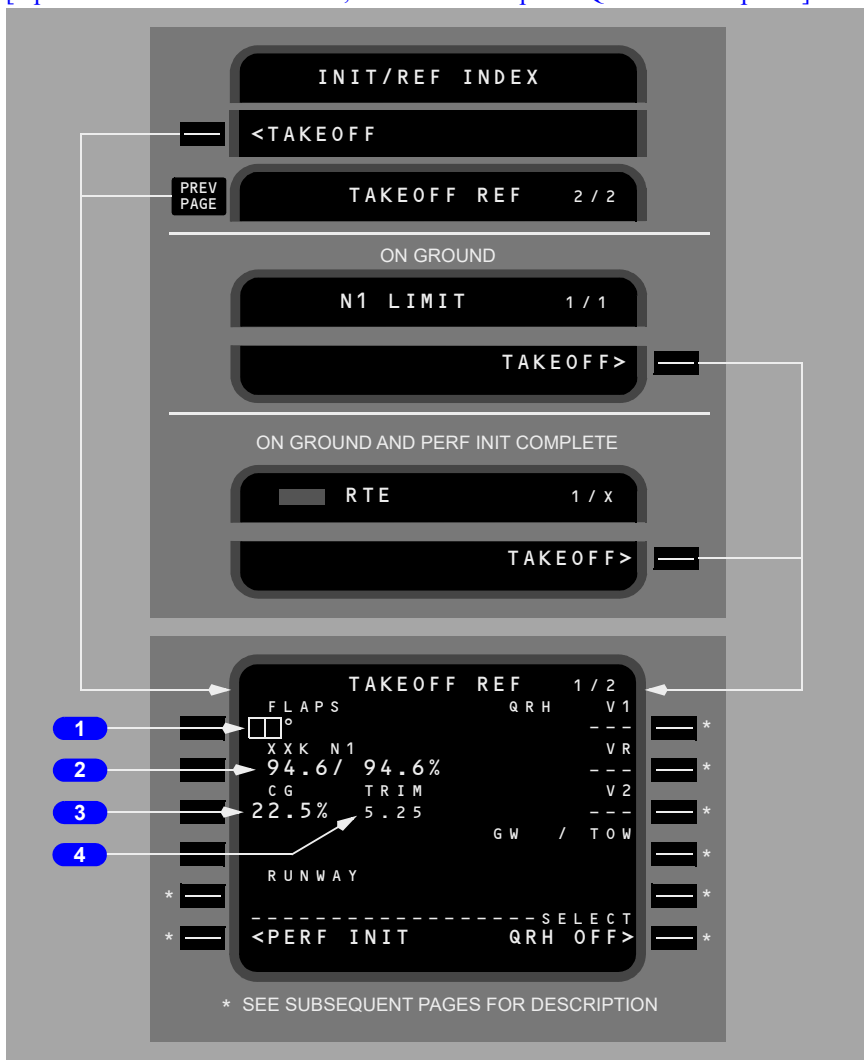 INIT/REF INDEX
<TAKEOFF
PREV
PAGE
TAKEOFF REF 2/2
ON GROUND
N1 LIMIT 1/1
TAKEOFF>
ON GROUND AND PERF INIT COMPLETE
RTE 1/X
TAKEOFF>
TAKEOFF REF 1/2
FLAPS QRH V1
1 ° --- *
XXK N1 VR
2 94.6/ 94.6% --- *
CG TRIM V2
3 22.5% 5.25 --- *
GW / TOW
4 *
RUNWAY
* *
------------------SELECT
* <PERF INIT QRH OFF> *
* SEE SUBSEQUENT PAGES FOR DESCRIPTION